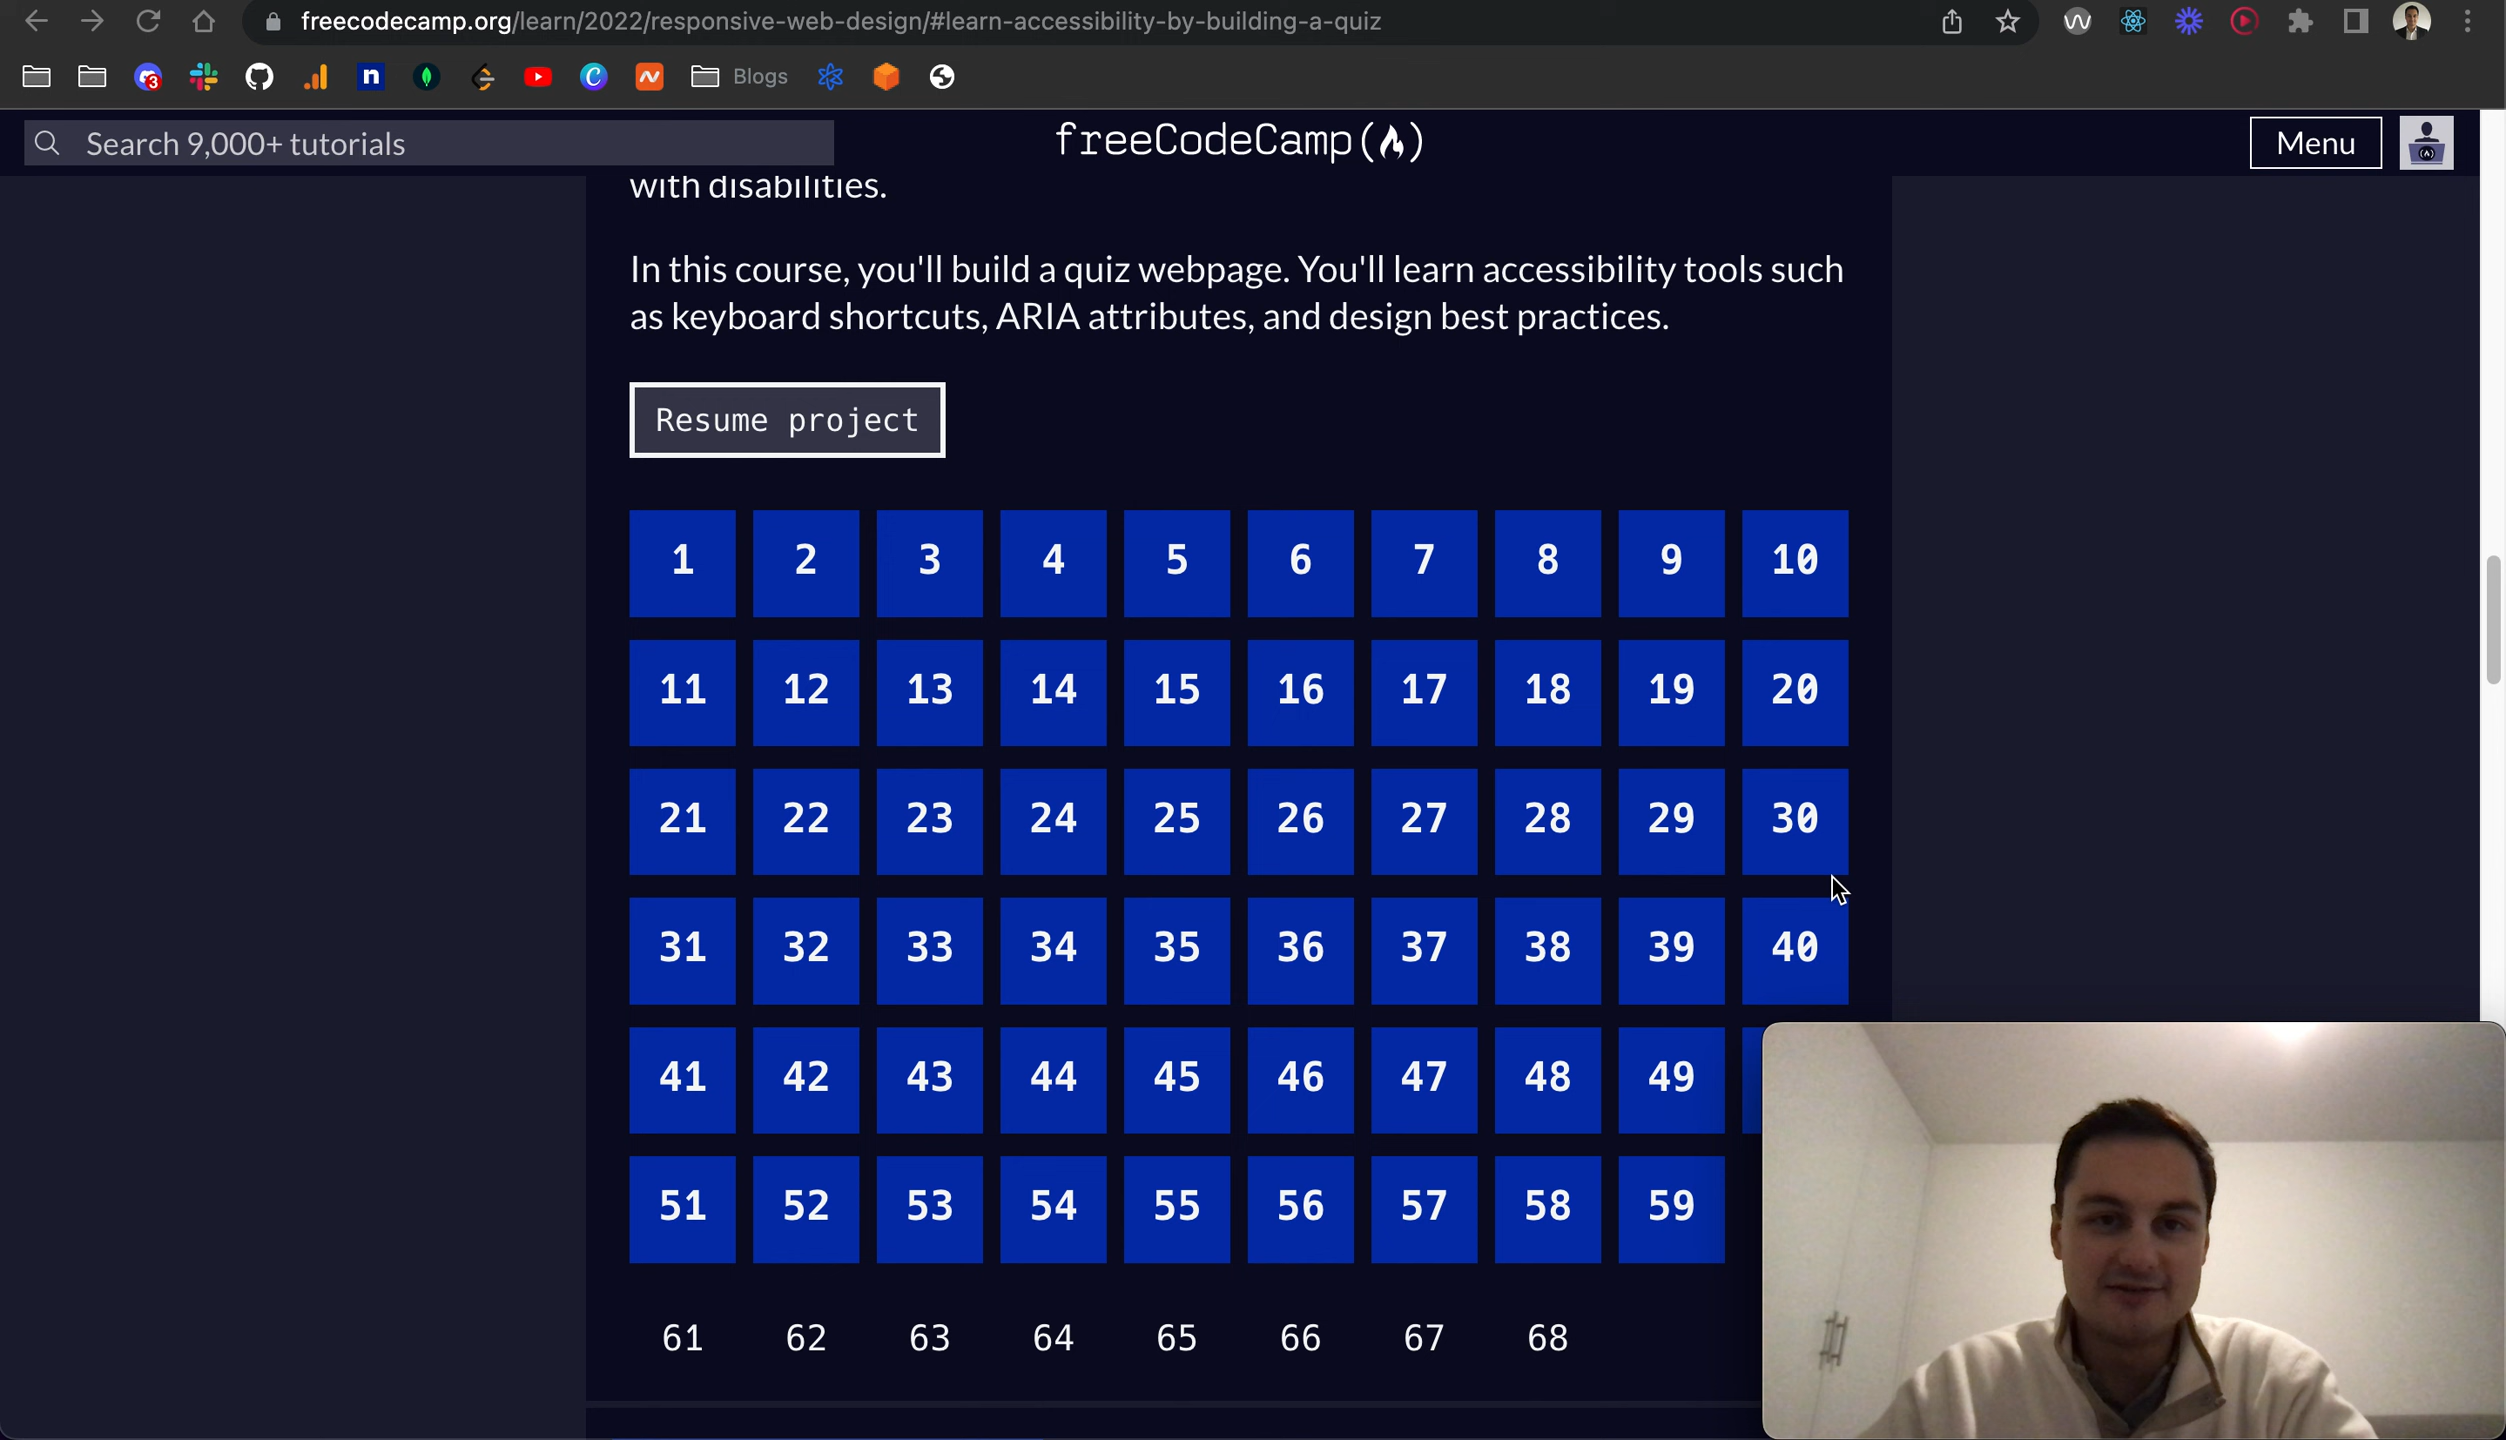 freecodecamp.org/learn/2022/responsive-web-design/#learn-accessibility-by-building-a-quiz
3 n C Blogs
Search 9,000+ tutorials freeCodeCamp(🔥) Menu
with disabilities.
In this course, you'll build a quiz webpage. You'll learn accessibility tools such
as keyboard shortcuts, ARIA attributes, and design best practices.
Resume project
1 2 3 4 5 6 7 8 9 10
11 12 13 14 15 16 17 18 19 20
21 22 23 24 25 26 27 28 29 30
31 32 33 34 35 36 37 38 39 40
41 42 43 44 45 46 47 48 49
51 52 53 54 55 56 57 58 59
61 62 63 64 65 66 67 68